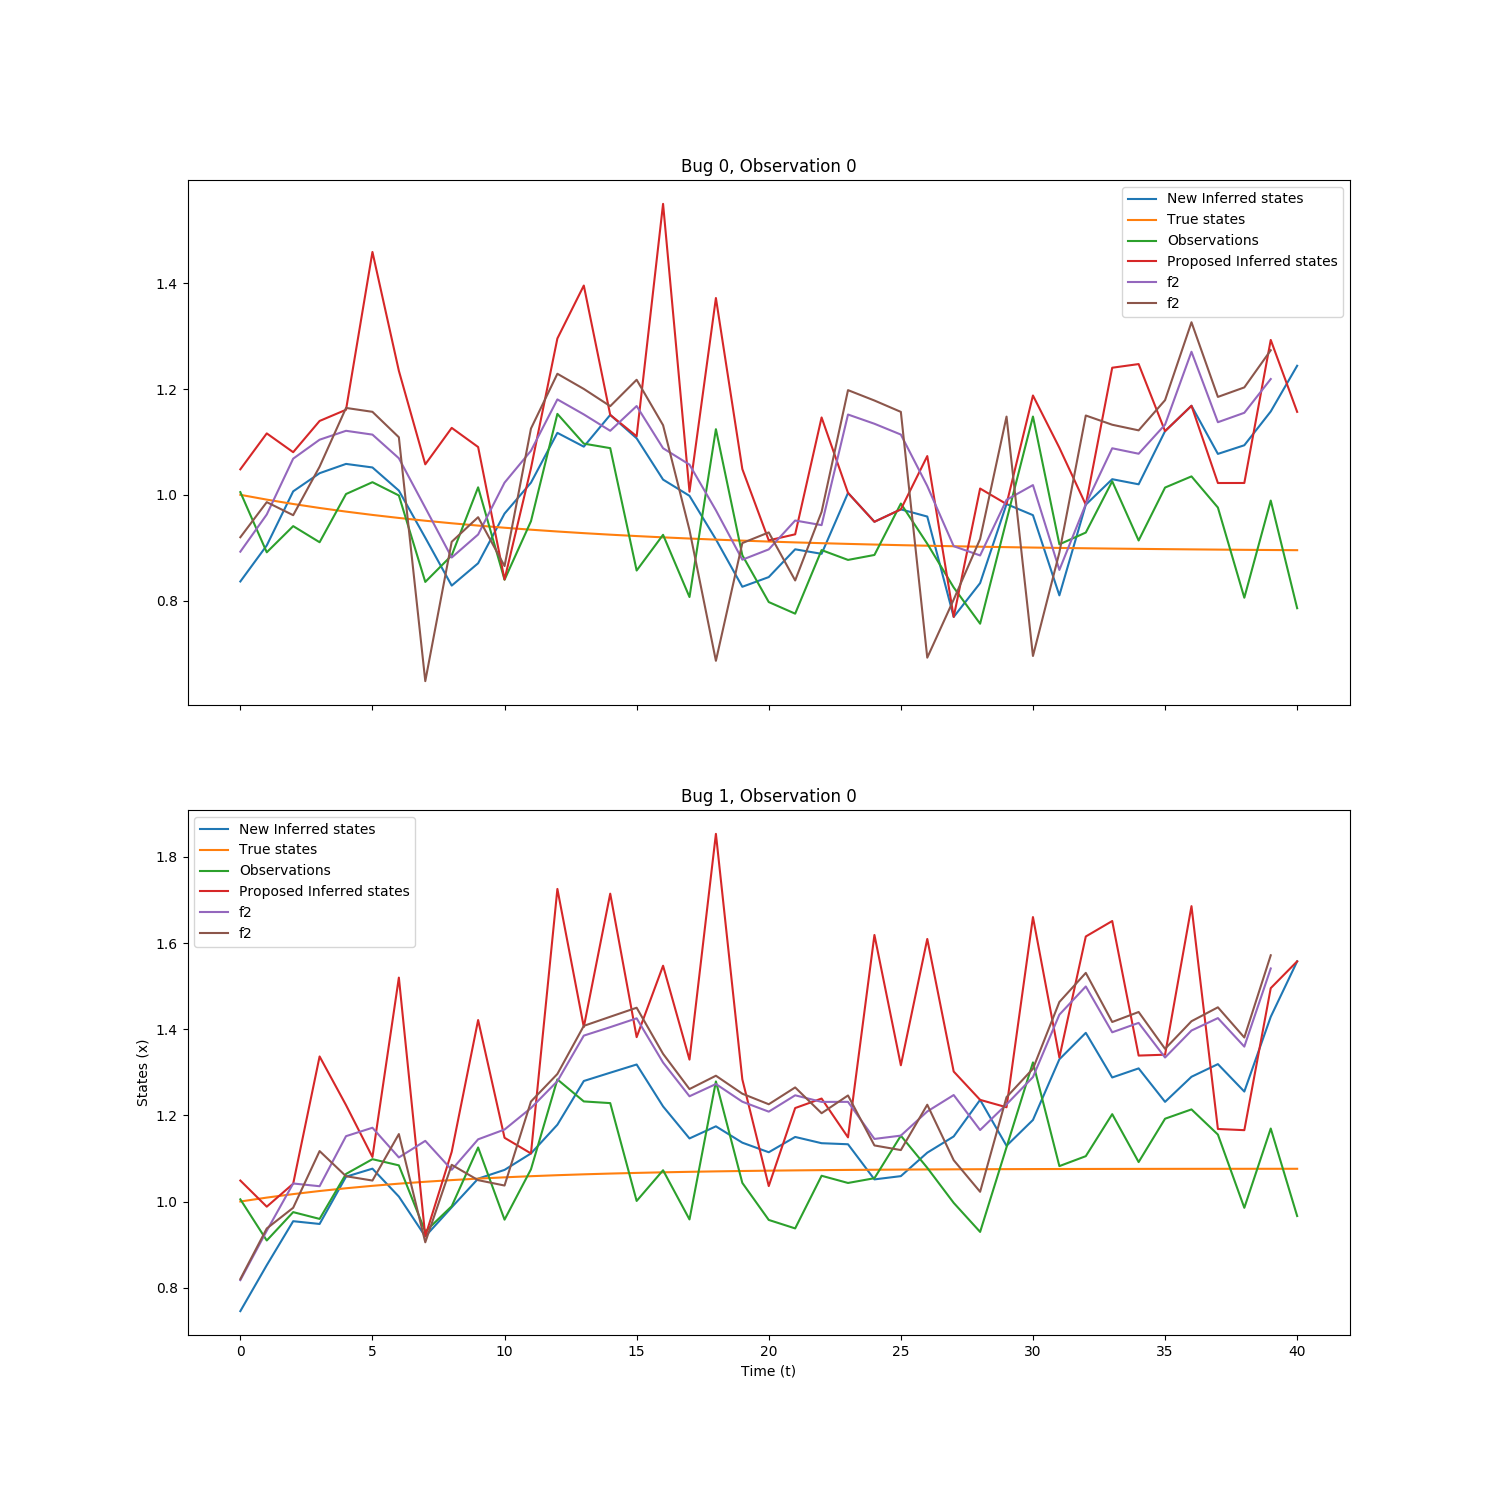 Bug 0, Observation 0
New Inferred states
True states
Observations
Proposed Inferred states
f2
f2
1.4
1.2
1.0
0.8
Bug 1, Observation 0
New Inferred states
True states
Observations
Proposed Inferred states
f2
f2
1.8
1.6
1.4
1.2
1.0
0.8
States (x)
0 5 10 15 20 25 30 35 40
Time (t)